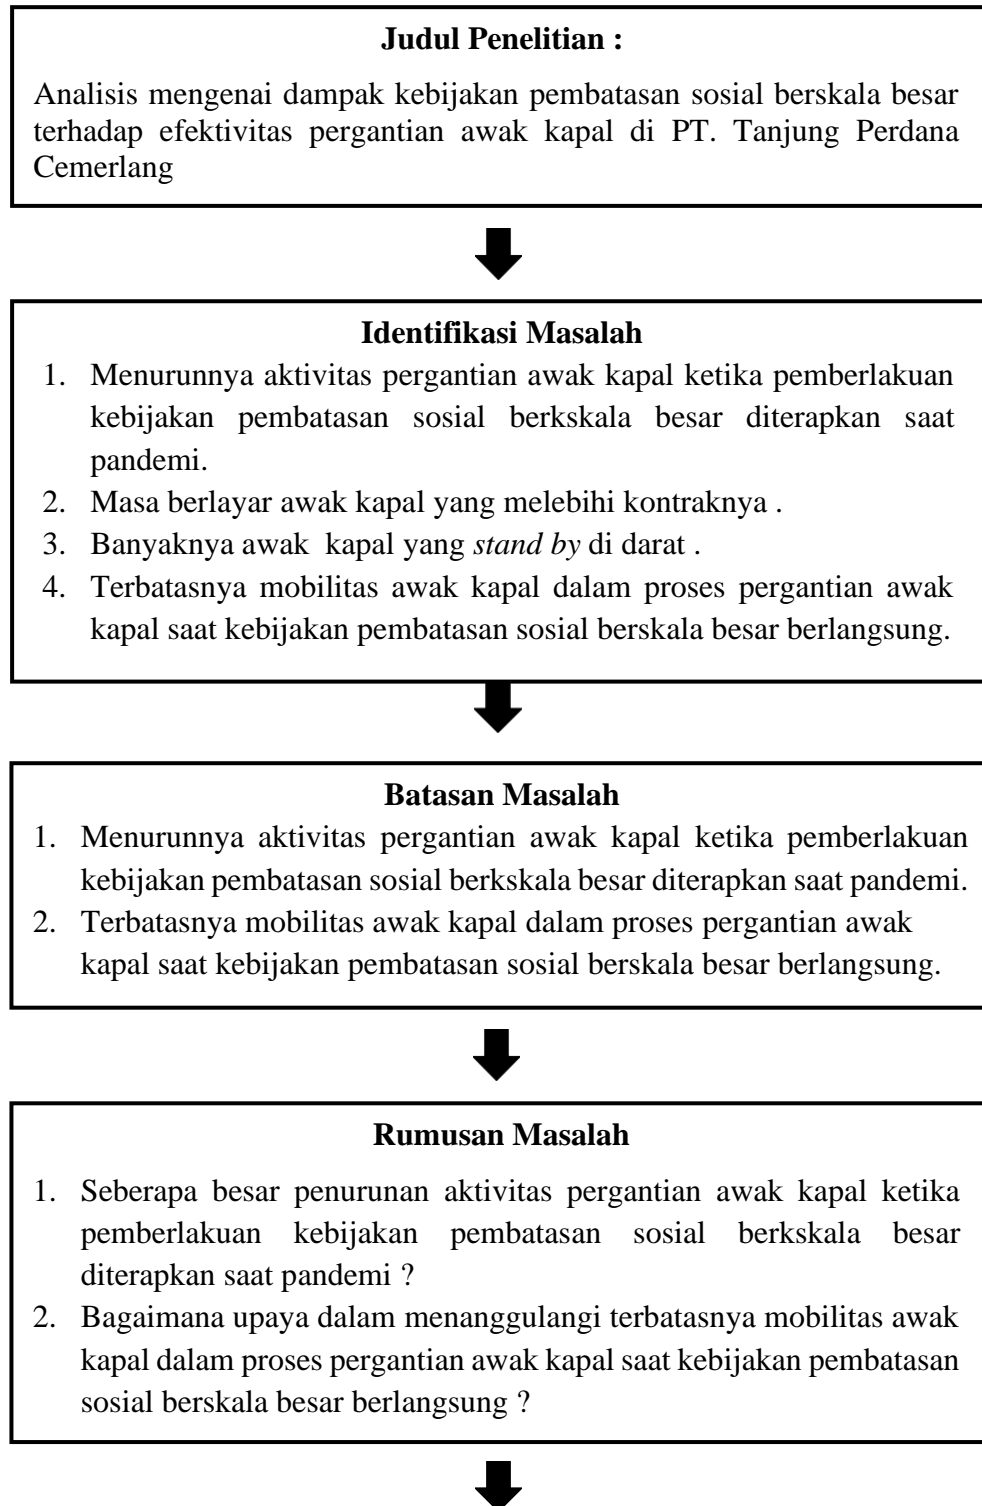 Judul Penelitian :
Analisis mengenai dampak kebijakan pembatasan sosial berskala besar
terhadap efektivitas pergantian awak kapal di PT. Tanjung Perdana
Cemerlang
Identifikasi Masalah
1. Menurunnya aktivitas pergantian awak kapal ketika pemberlakuan
kebijakan pembatasan sosial berkskala besar diterapkan saat
pandemi.
2. Masa berlayar awak kapal yang melebihi kontraknya .
3. Banyaknya awak kapal yang stand by di darat .
4. Terbatasnya mobilitas awak kapal dalam proses pergantian awak
kapal saat kebijakan pembatasan sosial berskala besar berlangsung.
Batasan Masalah
1. Menurunnya aktivitas pergantian awak kapal ketika pemberlakuan
kebijakan pembatasan sosial berkskala besar diterapkan saat pandemi.
2. Terbatasnya mobilitas awak kapal dalam proses pergantian awak
kapal saat kebijakan pembatasan sosial berskala besar berlangsung.
Rumusan Masalah
1. Seberapa besar penurunan aktivitas pergantian awak kapal ketika
pemberlakuan kebijakan pembatasan sosial berkskala besar
diterapkan saat pandemi ?
2. Bagaimana upaya dalam menanggulangi terbatasnya mobilitas awak
kapal dalam proses pergantian awak kapal saat kebijakan pembatasan
sosial berskala besar berlangsung ?